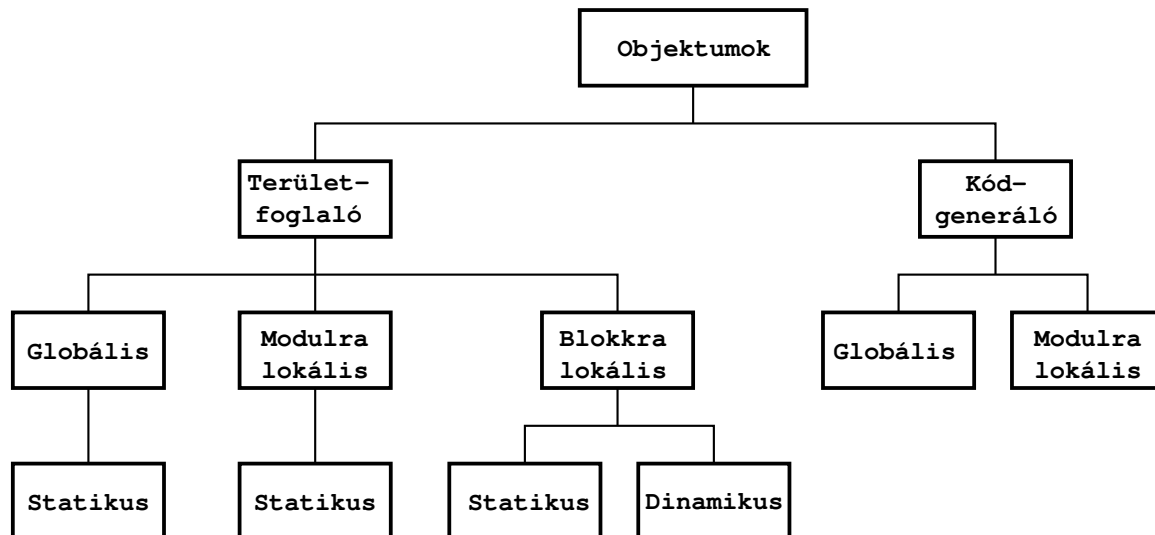 Objektumok
Terület-
foglaló
Kód-
generáló
Globális
Modulra
lokális
Blokkra
lokális
Globális
Modulra
lokális
Statikus
Statikus
Statikus
Dinamikus